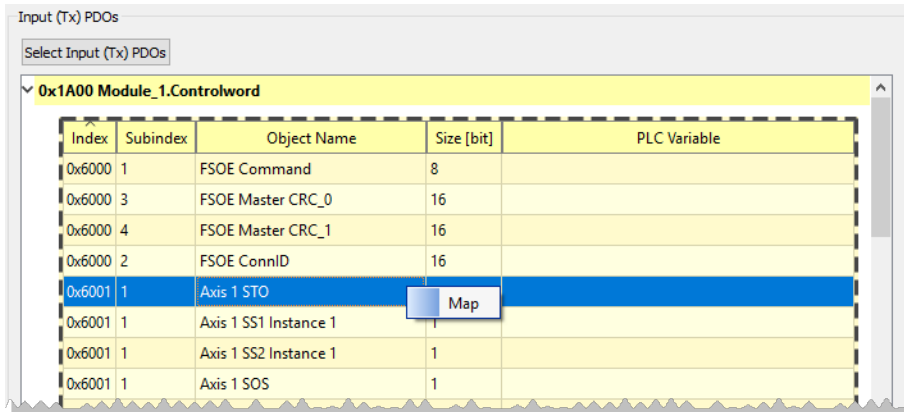 Input (Tx) PDOs
Select Input (Tx) PDOs
0x1A00 Module_1.Controlword
Index Subindex Object Name Size [bit] PLC Variable
0x6000 1 FSOE Command 8
0x6000 3 FSOE Master CRC_0 16
0x6000 4 FSOE Master CRC_1 16
0x6000 2 FSOE ConnID 16
0x6001 1 Axis 1 STO
Map
0x6001 1 Axis 1 SS1 Instance 1 1
0x6001 1 Axis 1 SS2 Instance 1 1
0x6001 1 Axis 1 SOS 1